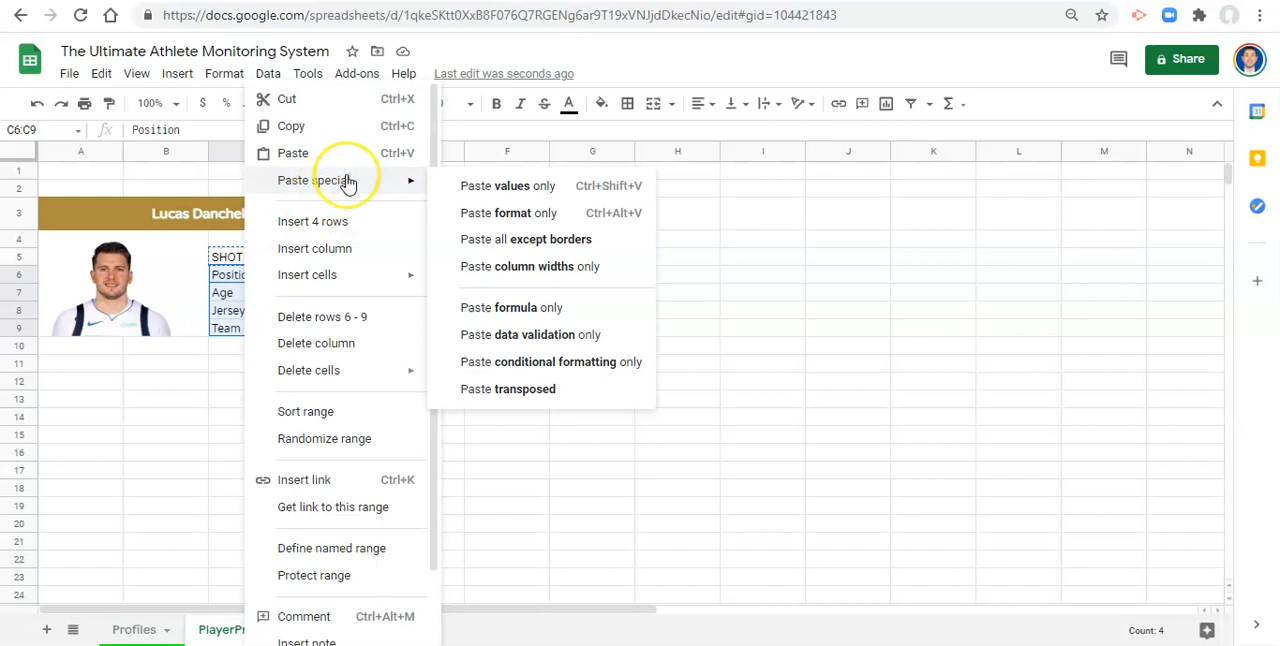 https://docs.google.com/spreadsheets/d/1qkeSKtt0XxB8F076Q7RGENg6ar9T19xVNJjdDkecNio/edit#gid=104421843
The Ultimate Athlete Monitoring System
File Edit View Insert Format Data Tools Add-ons Help Last edit was seconds ago
Share
100% $ % B I S A Σ
C6:C9 fx Position
A B F G H I J K L M N
Cut Ctrl+X
Copy Ctrl+C
Paste Ctrl+V
Paste special
Insert 4 rows
Insert column
Insert cells
Delete rows 6 - 9
Delete column
Delete cells
Sort range
Randomize range
Insert link Ctrl+K
Get link to this range
Define named range
Protect range
Comment Ctrl+Alt+M
Insert note
Paste values only Ctrl+Shift+V
Paste format only Ctrl+Alt+V
Paste all except borders
Paste column widths only
Paste formula only
Paste data validation only
Paste conditional formatting only
Paste transposed
1
2
3
4
5
6
7
8
9
10
11
12
13
14
15
16
17
18
19
20
21
22
23
24
SHOT
Age
Jersey
Team
Profiles
Count: 4